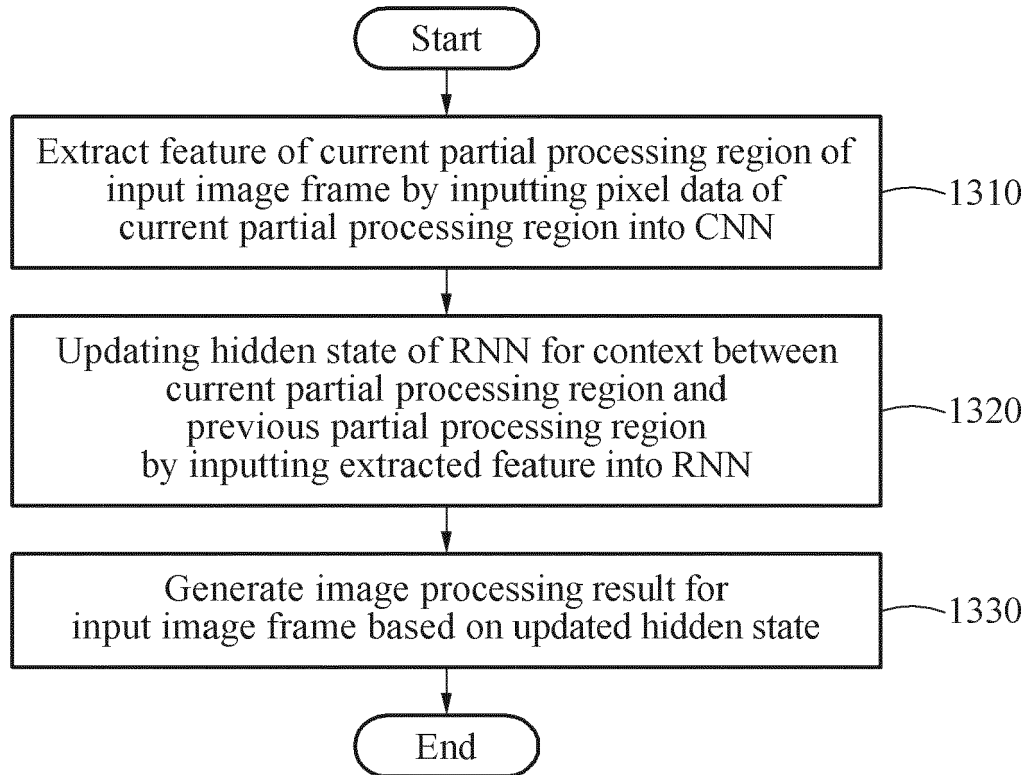 Start
Extract feature of current partial processing region of
input image frame by inputting pixel data of
current partial processing region into CNN
1310
Updating hidden state of RNN for context between
current partial processing region and
previous partial processing region
by inputting extracted feature into RNN
1320
Generate image processing result for
input image frame based on updated hidden state
1330
End